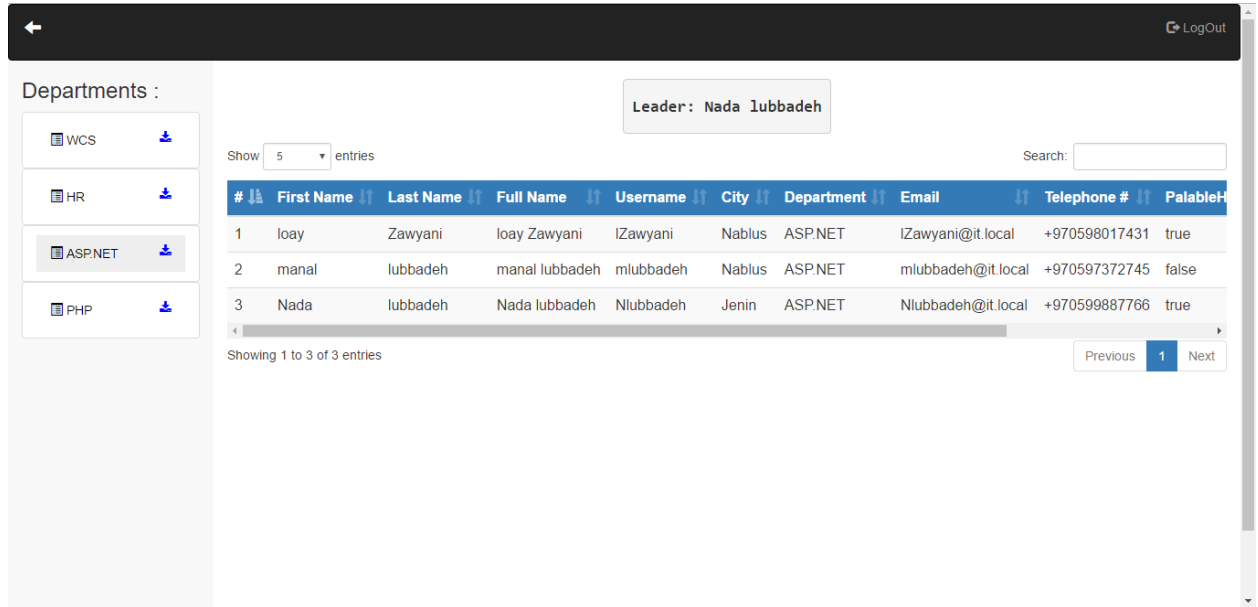 LogOut
Departments :
WCS
HR
ASP.NET
PHP
Leader: Nada lubbadeh
Show 5 entries Search:
# First Name Last Name Full Name Username City Department Email Telephone # PalableH
1 loay Zawyani loay Zawyani lZawyani Nablus ASP.NET lZawyani@it.local +970598017431 true
2 manal lubbadeh manal lubbadeh mlubbadeh Nablus ASP.NET mlubbadeh@it.local +970597372745 false
3 Nada lubbadeh Nada lubbadeh Nlubbadeh Jenin ASP.NET Nlubbadeh@it.local +970599887766 true
Showing 1 to 3 of 3 entries Previous 1 Next